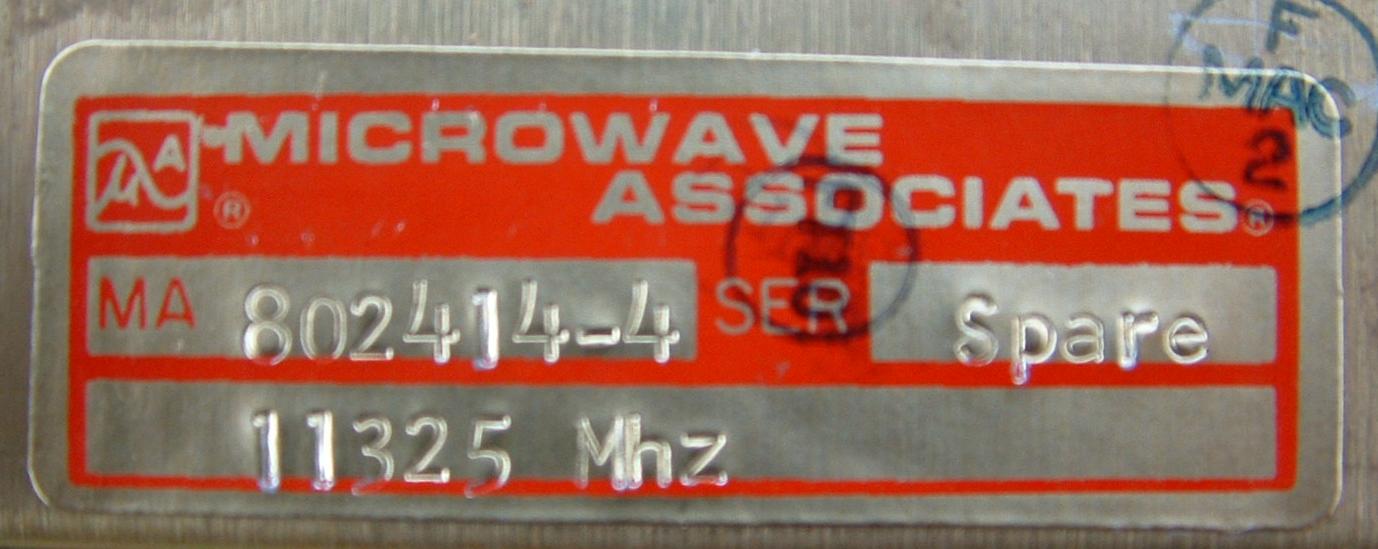 MICROWAVE
ASSOCIATES®
®
MA 802414-4 SER Spare
11325 Mhz
F
MAC
2